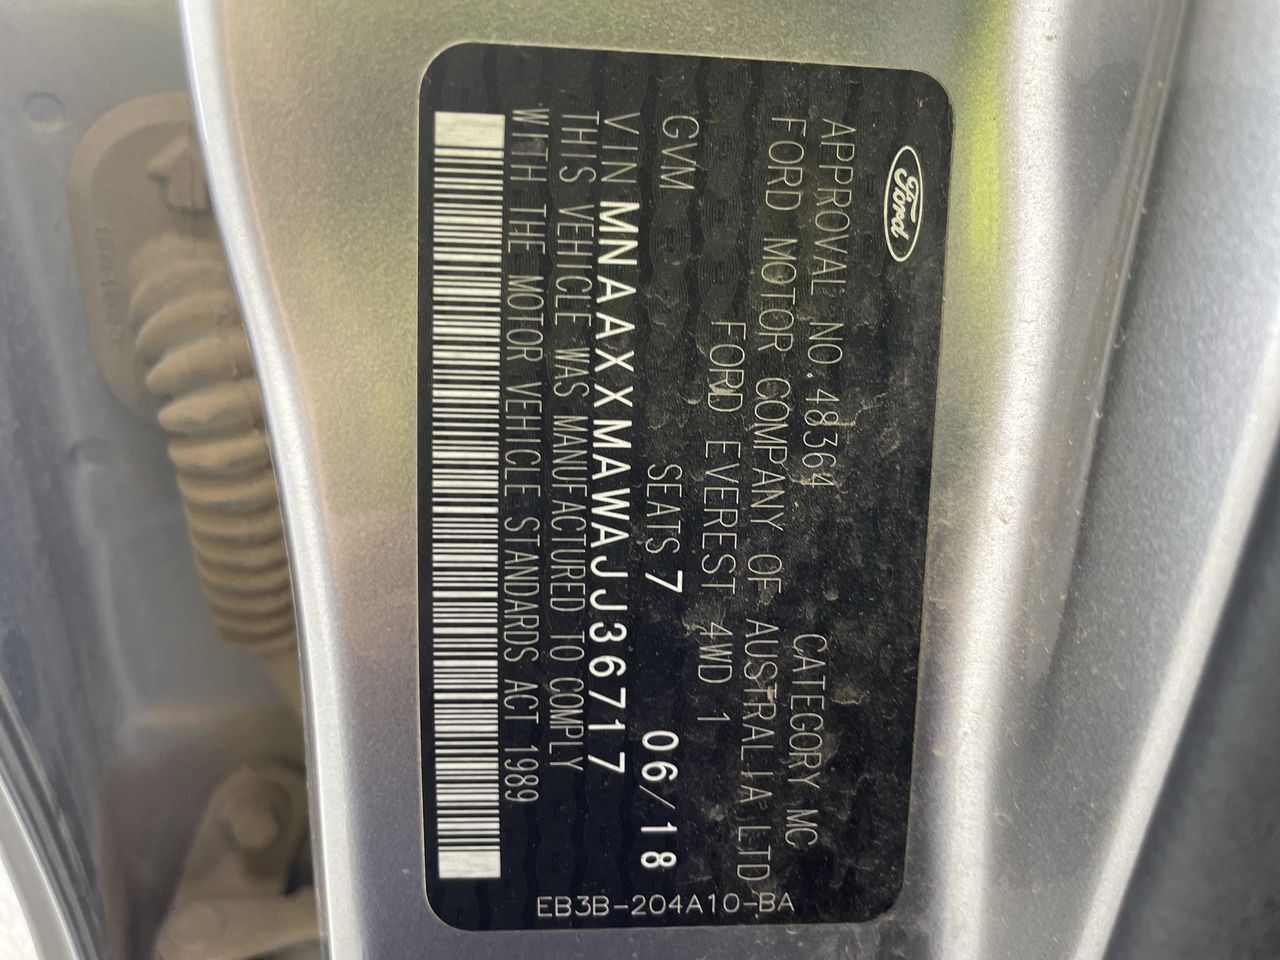 Ford
APPROVAL NO. 48364 CATEGORY MC
FORD MOTOR COMPANY OF AUSTRALIA LTD
FORD EVEREST 4WD 1
GVM SEATS 7 06/18
VIN MNAAXXMAWAJJ36717
THIS VEHICLE WAS MANUFACTURED TO COMPLY
WITH THE MOTOR VEHICLE STANDARDS ACT 1989
EB3B-204A10-BA